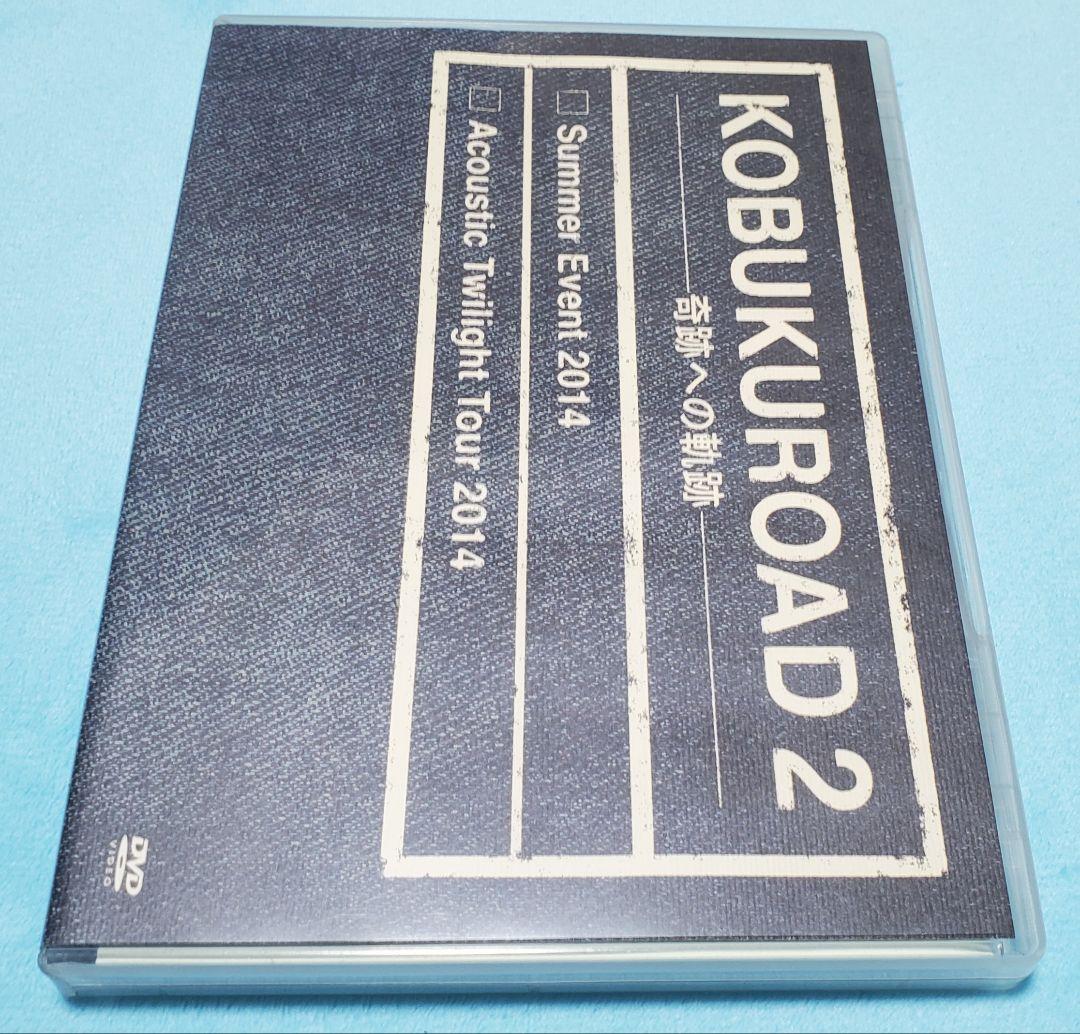 KOBUKUROAD 2
奇跡への軌跡
Summer Event 2014
Acoustic Twilight Tour 2014
DVD
VIDEO